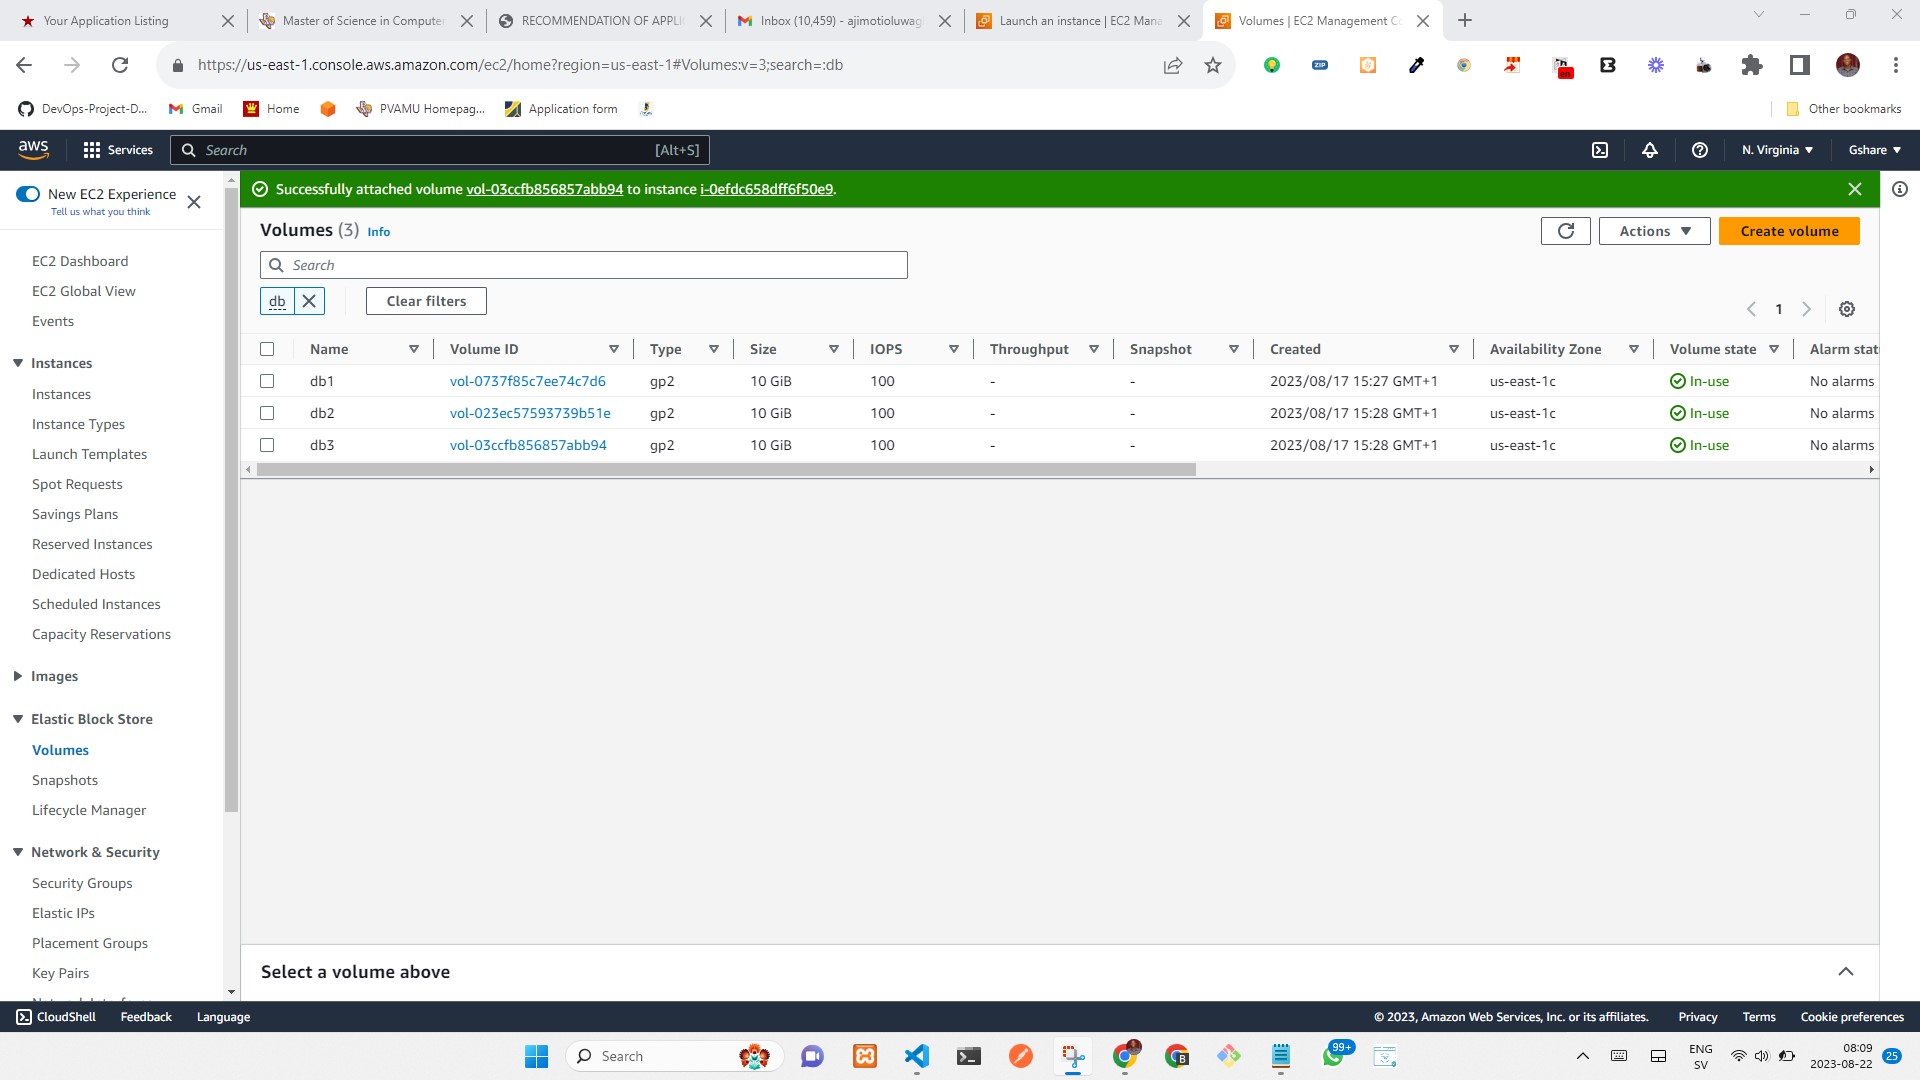 Your Application Listing
Master of Science in Computer
RECOMMENDATION OF APPLI
Inbox (10,459) - ajimotioluwag
Launch an instance | EC2 Mana
Volumes | EC2 Management Co
https://us-east-1.console.aws.amazon.com/ec2/home?region=us-east-1#Volumes:v=3;search=:db
ZIP
en
DevOps-Project-D...
Gmail
Home
PVAMU Homepag...
Application form
Other bookmarks
aws
Services
Search
[Alt+S]
N. Virginia
Gshare
New EC2 Experience
Tell us what you think
EC2 Dashboard
EC2 Global View
Events
Instances
Instances
Instance Types
Launch Templates
Spot Requests
Savings Plans
Reserved Instances
Dedicated Hosts
Scheduled Instances
Capacity Reservations
Images
Elastic Block Store
Volumes
Snapshots
Lifecycle Manager
Network & Security
Security Groups
Elastic IPs
Placement Groups
Key Pairs
Successfully attached volume vol-03ccfb856857abb94 to instance i-0efdc658dff6f50e9.
Volumes (3) Info
Actions
Create volume
Search
db
Clear filters
1
Name Volume ID Type Size IOPS Throughput Snapshot Created Availability Zone Volume state Alarm stat
db1 vol-0737f85c7ee74c7d6 gp2 10 GiB 100 - - 2023/08/17 15:27 GMT+1 us-east-1c In-use No alarms
db2 vol-023ec57593739b51e gp2 10 GiB 100 - - 2023/08/17 15:28 GMT+1 us-east-1c In-use No alarms
db3 vol-03ccfb856857abb94 gp2 10 GiB 100 - - 2023/08/17 15:28 GMT+1 us-east-1c In-use No alarms
Select a volume above
CloudShell
Feedback
Language
© 2023, Amazon Web Services, Inc. or its affiliates.
Privacy
Terms
Cookie preferences
Search
99+
ENG
SV
08:09
2023-08-22
25